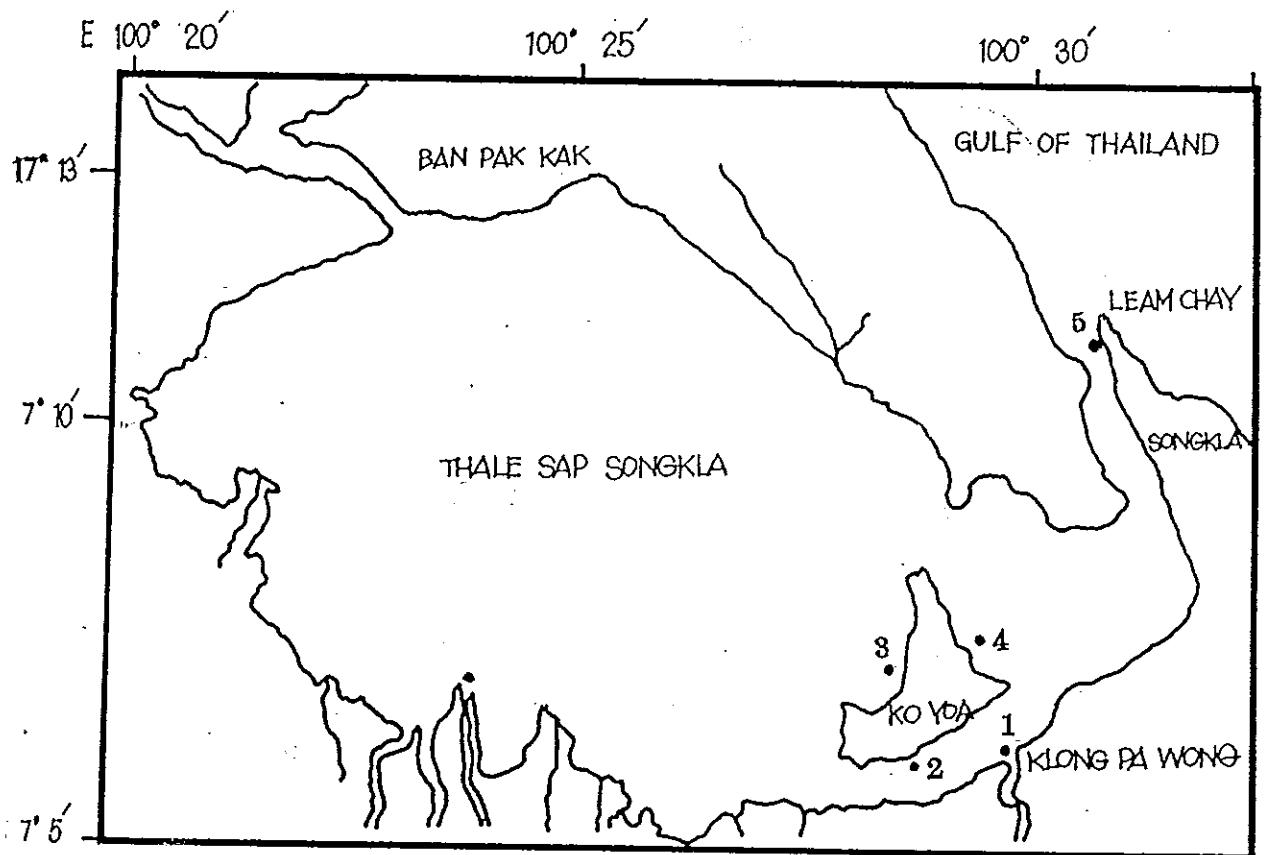 E 100° 20′ 100° 25′ 100° 30′
GULF OF THAILAND
17° 13′
BAN PAK KAK
LEAM CHAY
5
7° 10′
SONGKLA
THALE SAP SONGKLA
4
3
KO YOA
1
KLONG PA WONG
2
7° 5′